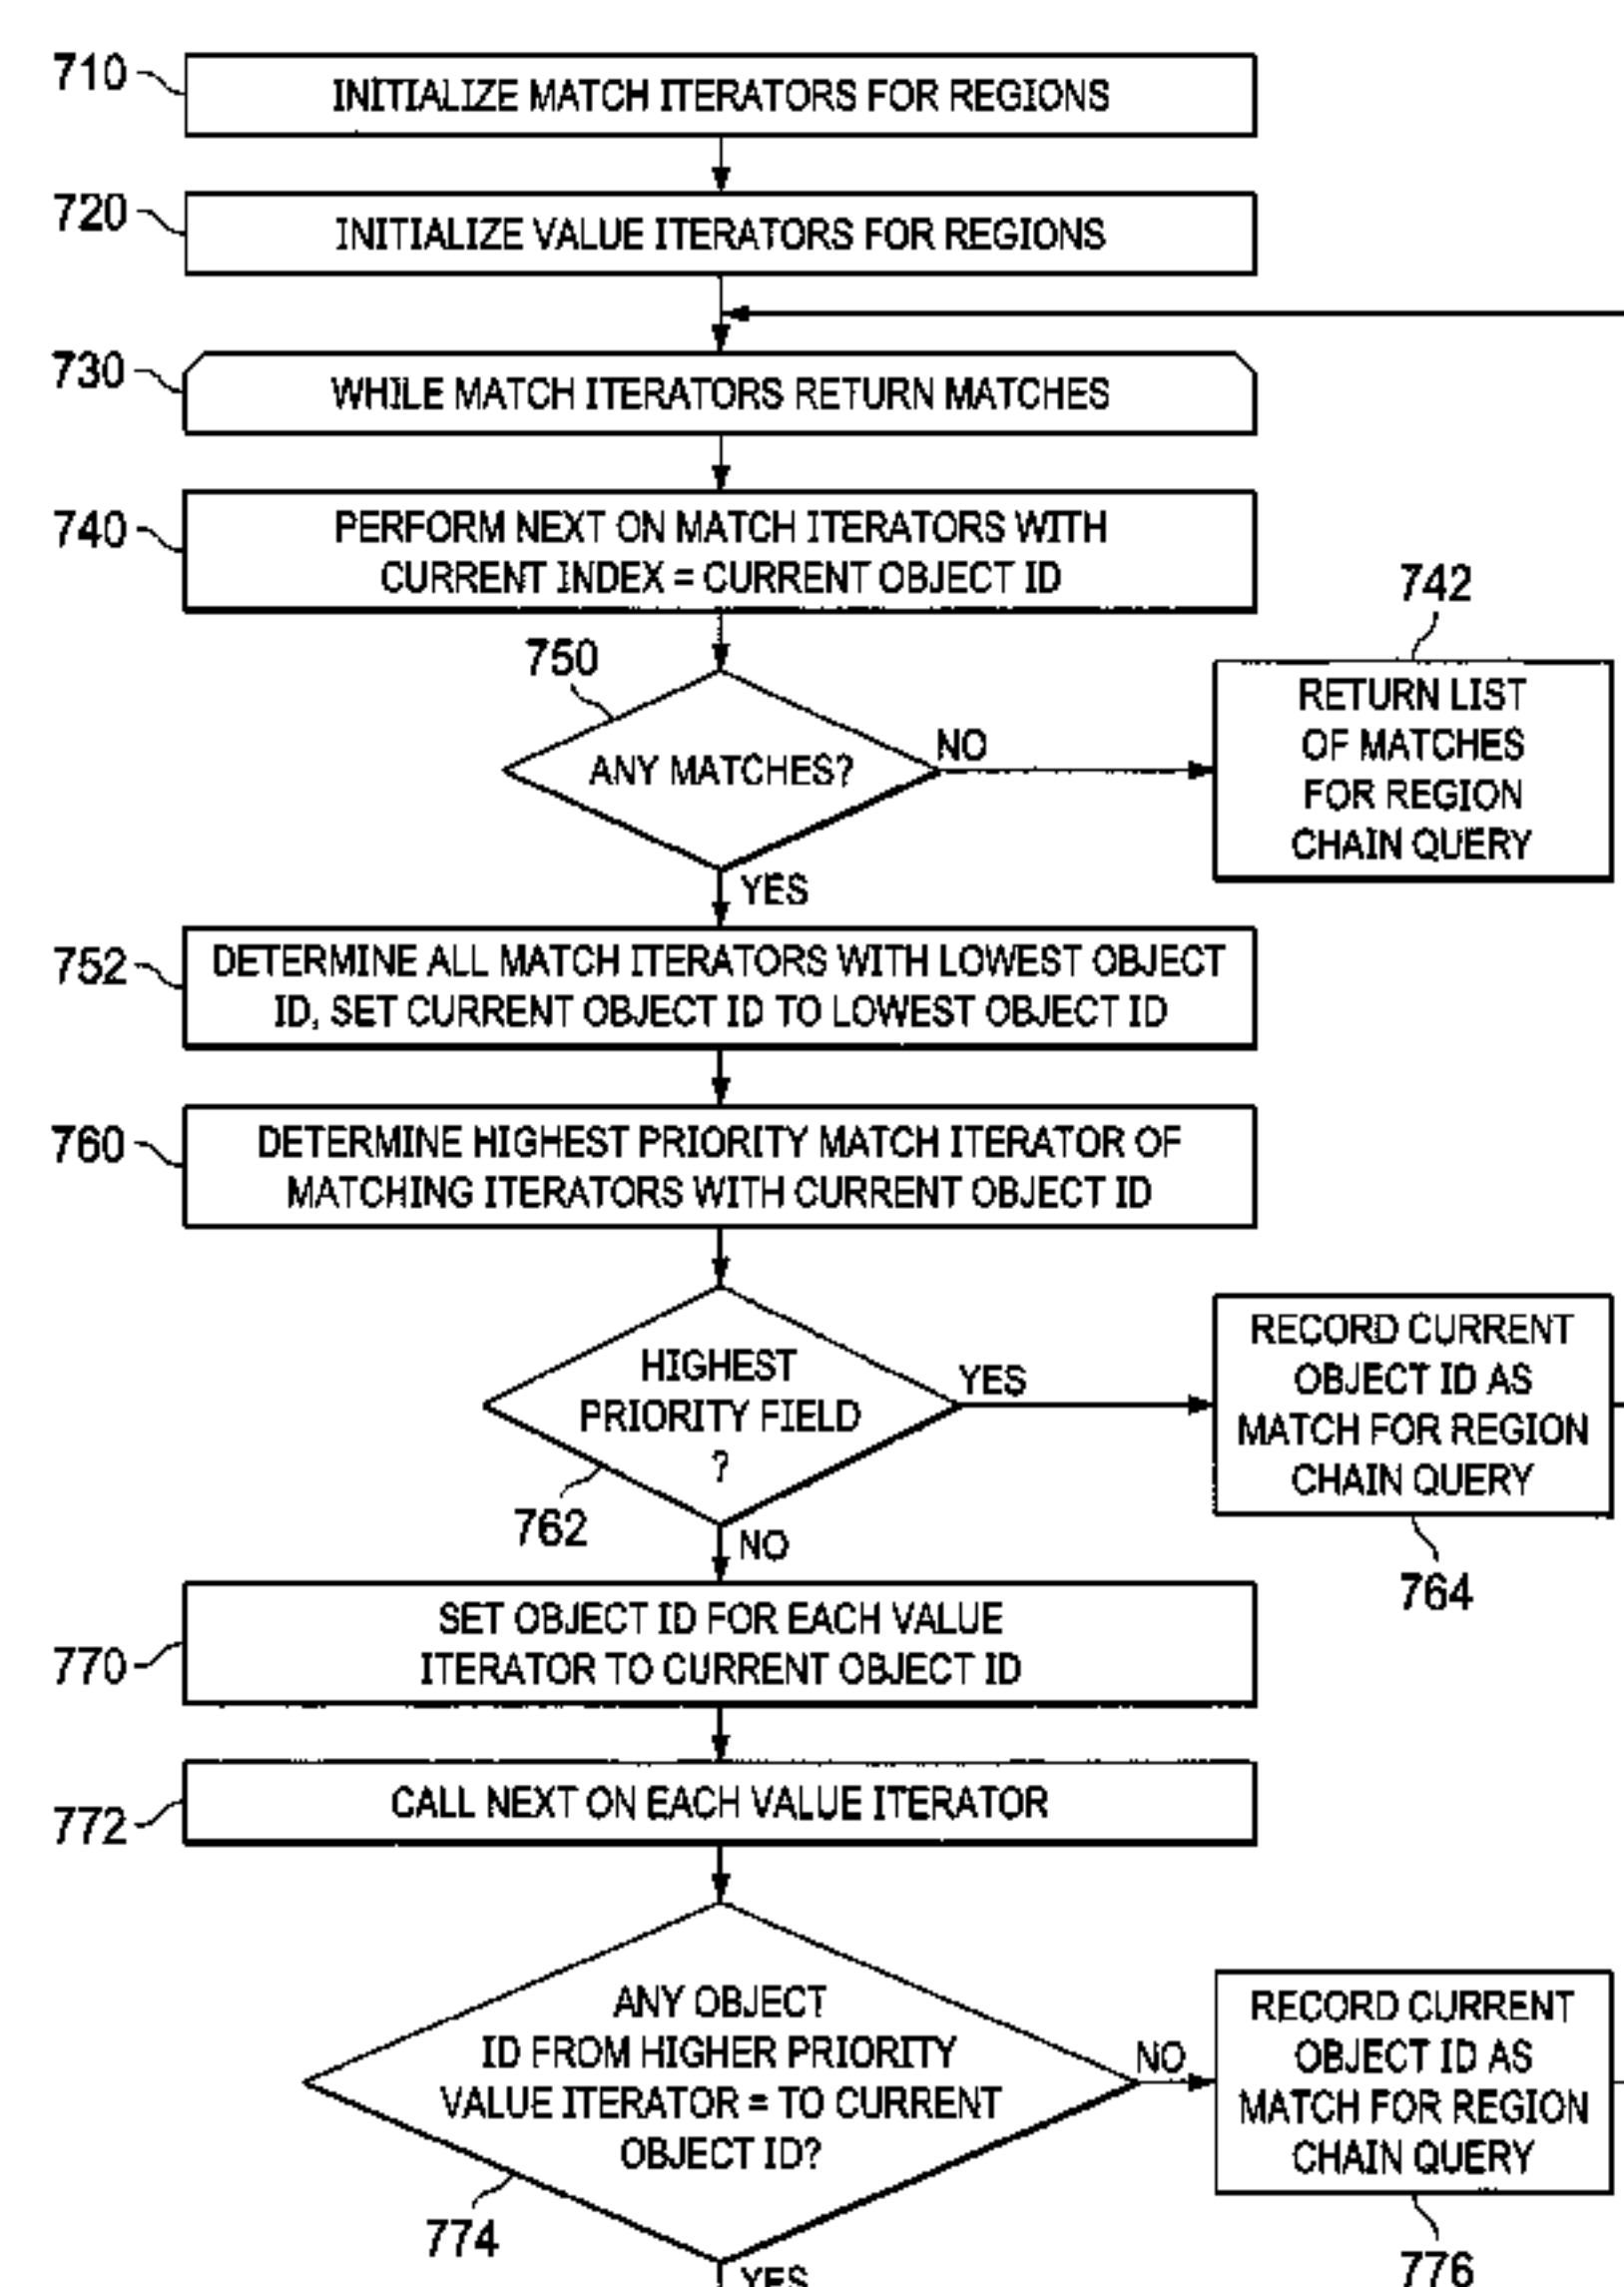 710
INITIALIZE MATCH ITERATORS FOR REGIONS
720
INITIALIZE VALUE ITERATORS FOR REGIONS
730
WHILE MATCH ITERATORS RETURN MATCHES
740
PERFORM NEXT ON MATCH ITERATORS WITH
CURRENT INDEX = CURRENT OBJECT ID
742
RETURN LIST
OF MATCHES
FOR REGION
CHAIN QUERY
750
ANY MATCHES?
NO
YES
752
DETERMINE ALL MATCH ITERATORS WITH LOWEST OBJECT
ID, SET CURRENT OBJECT ID TO LOWEST OBJECT ID
760
DETERMINE HIGHEST PRIORITY MATCH ITERATOR OF
MATCHING ITERATORS WITH CURRENT OBJECT ID
HIGHEST
PRIORITY FIELD
?
762
YES
RECORD CURRENT
OBJECT ID AS
MATCH FOR REGION
CHAIN QUERY
764
NO
770
SET OBJECT ID FOR EACH VALUE
ITERATOR TO CURRENT OBJECT ID
772
CALL NEXT ON EACH VALUE ITERATOR
ANY OBJECT
ID FROM HIGHER PRIORITY
VALUE ITERATOR = TO CURRENT
OBJECT ID?
774
NO
RECORD CURRENT
OBJECT ID AS
MATCH FOR REGION
CHAIN QUERY
776
YES